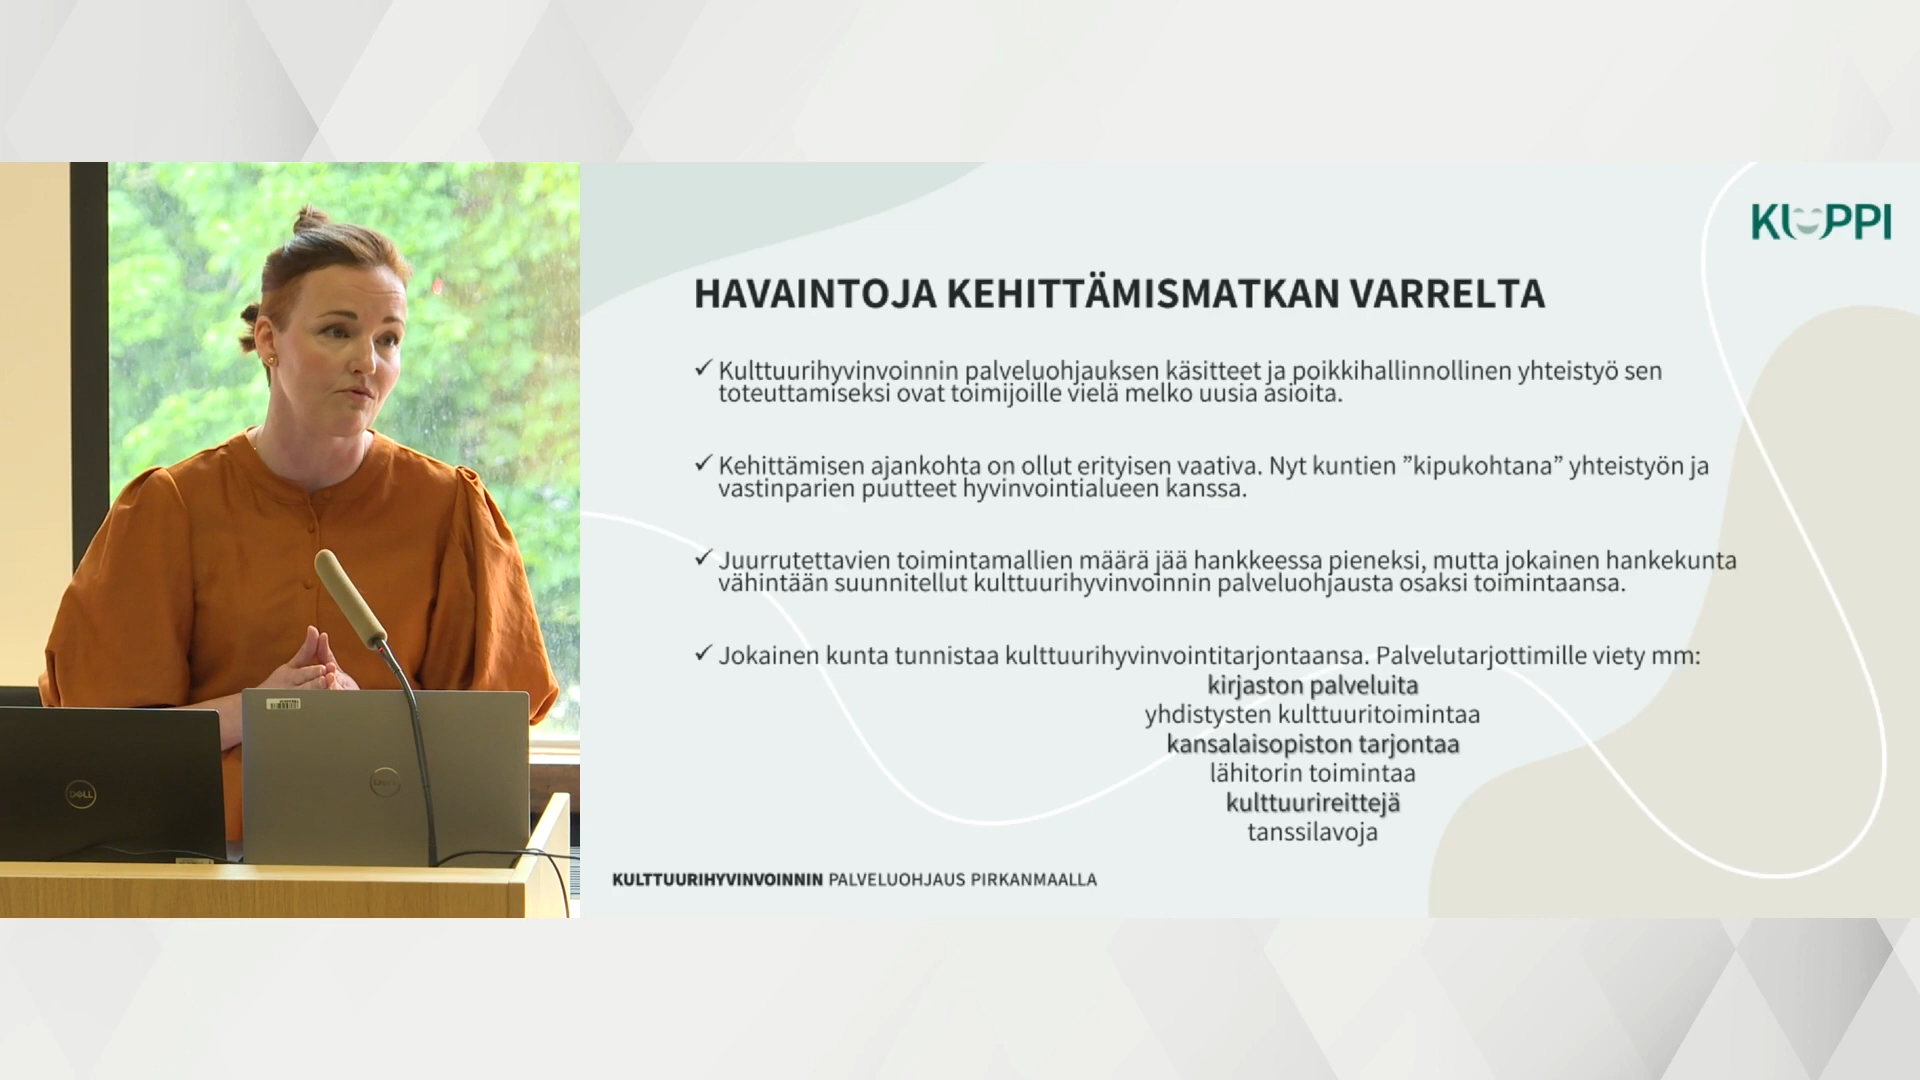 KUPPI
HAVAINTOJA KEHITTÄMISMATKAN VARRELTA
✓ Kulttuurihyvinvoinnin palveluohjauksen käsitteet ja poikkihallinnollinen yhteistyö sen
toteuttamiseksi ovat toimijoille vielä melko uusia asioita.
✓ Kehittämisen ajankohta on ollut erityisen vaativa. Nyt kuntien ”kipukohtana” yhteistyön ja
vastinparien puutteet hyvinvointialueen kanssa.
✓ Juurrutettavien toimintamallien määrä jää hankkeessa pieneksi, mutta jokainen hankekunta
vähintään suunnitellut kulttuurihyvinvoinnin palveluohjausta osaksi toimintaansa.
✓ Jokainen kunta tunnistaa kulttuurihyvinvointitarjontaansa. Palvelutarjottimille viety mm:
kirjaston palveluita
yhdistysten kulttuuritoimintaa
kansalaisopiston tarjontaa
lähitorin toimintaa
kulttuurireittejä
tanssilavoja
KULTTUURIHYVINVOINNIN PALVELUOHJAUS PIRKANMAALLA
DELL
DELL